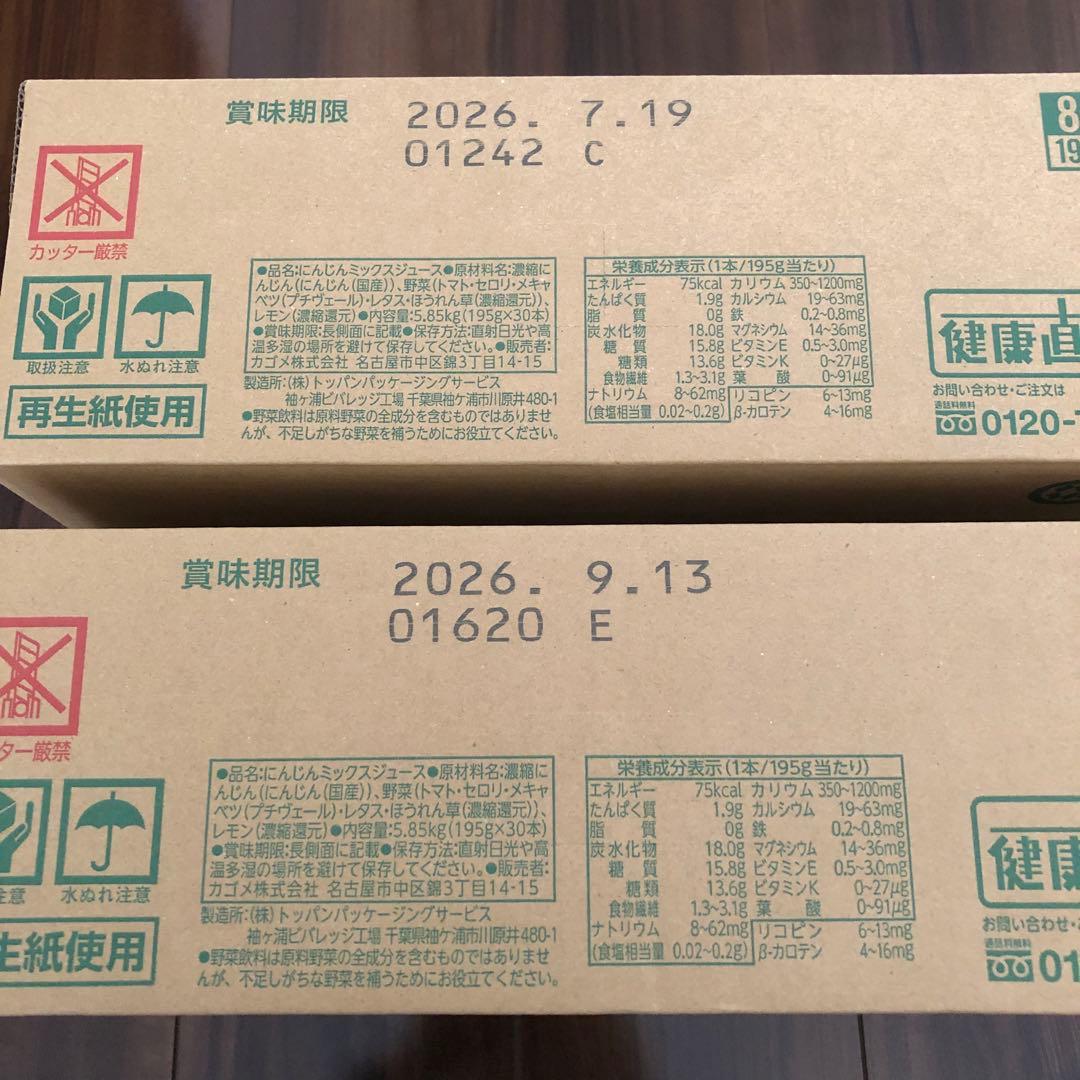 賞味期限
2026. 7.19
01242 C
8
19
カッター厳禁
取扱注意 水ぬれ注意
再生紙使用
●品名:にんじんミックスジュース●原材料名:濃縮に
んじん(にんじん(国産))、野菜(トマト・セロリ・メキャ
ベツ(プチヴェール)・レタス・ほうれん草(濃縮還元))、
レモン(濃縮還元)●内容量:5.85kg(195g×30本)
●賞味期限:長側面に記載●保存方法:直射日光や高
温多湿の場所を避けて保存してください。●販売者:
カゴメ株式会社 名古屋市中区錦3丁目14-15
製造所:(株)トッパンパッケージングサービス
袖ヶ浦ビバレッジ工場 千葉県袖ケ浦市川原井480-1
●野菜飲料は原料野菜の全成分を含むものではありませ
んが、不足しがちな野菜を補うためにお役立てください。
栄養成分表示(1本/195g当たり)
エネルギー 75kcal カリウム 350~1200mg
たんぱく質 1.9g カルシウム 19~63mg
脂質 0g 鉄 0.2~0.8mg
炭水化物 18.0g マグネシウム 14~36mg
糖質 15.8g ビタミンE 0.5~3.0mg
糖類 13.6g ビタミンK 0~27μg
食物繊維 1.3~3.1g 葉酸 0~91μg
ナトリウム 8~62mg リコピン 6~13mg
(食塩相当量 0.02~0.2g) β-カロテン 4~16mg
健康直
お問い合わせ・ご注文は
通話料無料
0120-
賞味期限
2026. 9.13
01620 E
ター厳禁
注意 水ぬれ注意
生紙使用
●品名:にんじんミックスジュース●原材料名:濃縮に
んじん(にんじん(国産))、野菜(トマト・セロリ・メキャ
ベツ(プチヴェール)・レタス・ほうれん草(濃縮還元))、
レモン(濃縮還元)●内容量:5.85kg(195g×30本)
●賞味期限:長側面に記載●保存方法:直射日光や高
温多湿の場所を避けて保存してください。●販売者:
カゴメ株式会社 名古屋市中区錦3丁目14-15
製造所:(株)トッパンパッケージングサービス
袖ヶ浦ビバレッジ工場 千葉県袖ケ浦市川原井480-1
●野菜飲料は原料野菜の全成分を含むものではありませ
んが、不足しがちな野菜を補うためにお役立てください。
栄養成分表示(1本/195g当たり)
エネルギー 75kcal カリウム 350~1200mg
たんぱく質 1.9g カルシウム 19~63mg
脂質 0g 鉄 0.2~0.8mg
炭水化物 18.0g マグネシウム 14~36mg
糖質 15.8g ビタミンE 0.5~3.0mg
糖類 13.6g ビタミンK 0~27μg
食物繊維 1.3~3.1g 葉酸 0~91μg
ナトリウム 8~62mg リコピン 6~13mg
(食塩相当量 0.02~0.2g) β-カロテン 4~16mg
健康
お問い合わせ・
通話料無料
01